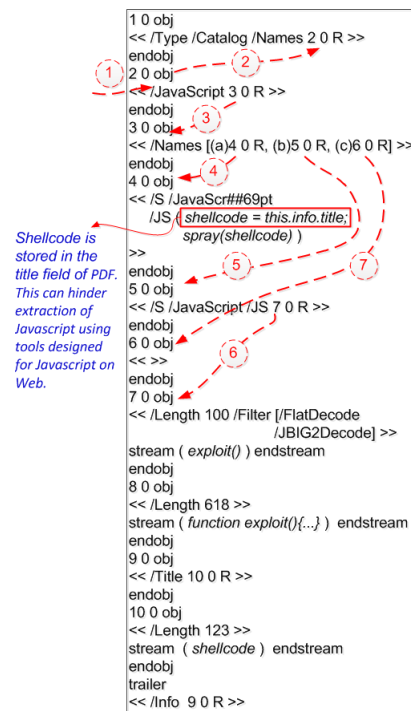 1 0 obj
<< /Type /Catalog /Names 2 0 R >>
endobj
1
2 0 obj
2
<< /JavaScript 3 0 R >>
endobj
3
3 0 obj
<< /Names [(a)4 0 R, (b)5 0 R, (c)6 0 R] >>
endobj
4
4 0 obj
<< /S /JavaScr##69pt
/JS ( shellcode = this.info.title;
spray(shellcode) )
>>
endobj
5
7
5 0 obj
<< /S /JavaScript /JS 7 0 R >>
endobj
6 0 obj
6
<< >>
endobj
7 0 obj
<< /Length 100 /Filter [/FlatDecode
/JBIG2Decode] >>
stream ( exploit() ) endstream
endobj
8 0 obj
<< /Length 618 >>
stream ( function exploit(){...} ) endstream
endobj
9 0 obj
<< /Title 10 0 R >>
endobj
10 0 obj
<< /Length 123 >>
stream ( shellcode ) endstream
endobj
trailer
<< /Info 9 0 R >>
Shellcode is
stored in the
title field of PDF.
This can hinder
extraction of
Javascript using
tools designed
for Javascript on
Web.